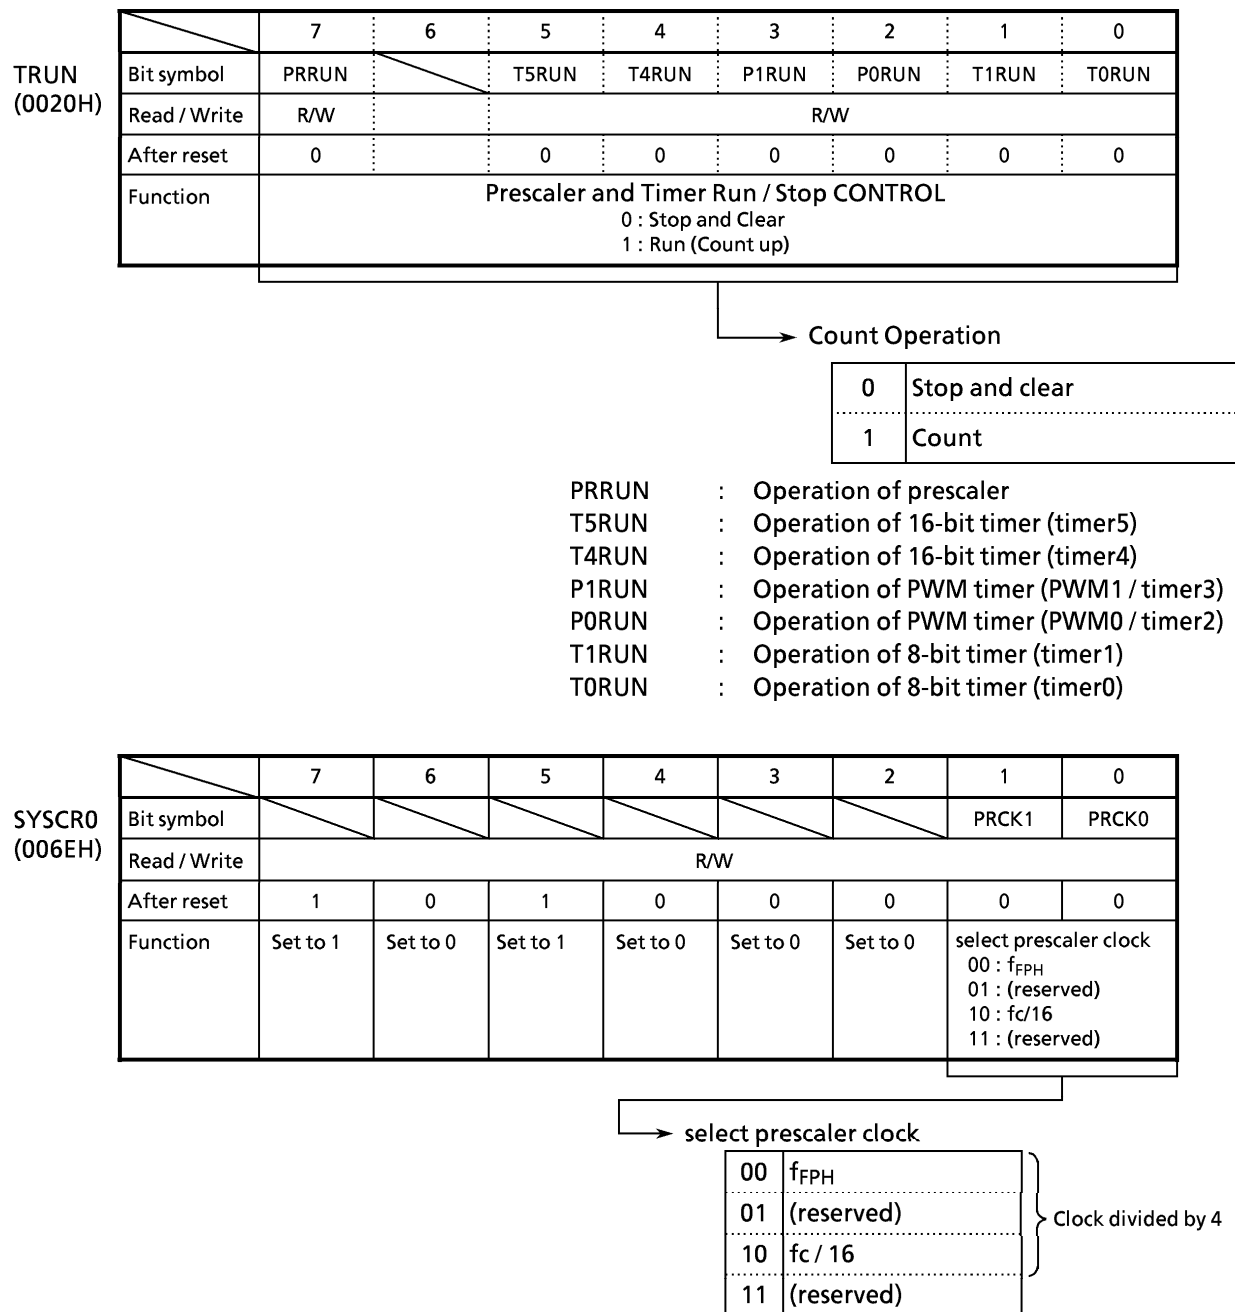 7 6 5 4 3 2 1 0
TRUN
(0020H)
Bit symbol PRRUN T5RUN T4RUN P1RUN P0RUN T1RUN T0RUN
Read / Write R/W R/W
After reset 0 0 0 0 0 0 0
Function Prescaler and Timer Run / Stop CONTROL
0 : Stop and Clear
1 : Run (Count up)
Count Operation
0 Stop and clear
1 Count
PRRUN : Operation of prescaler
T5RUN : Operation of 16-bit timer (timer5)
T4RUN : Operation of 16-bit timer (timer4)
P1RUN : Operation of PWM timer (PWM1 / timer3)
P0RUN : Operation of PWM timer (PWM0 / timer2)
T1RUN : Operation of 8-bit timer (timer1)
T0RUN : Operation of 8-bit timer (timer0)
7 6 5 4 3 2 1 0
SYSCR0
(006EH)
Bit symbol PRCK1 PRCK0
Read / Write R/W
After reset 1 0 1 0 0 0 0 0
Function Set to 1 Set to 0 Set to 1 Set to 0 Set to 0 Set to 0 select prescaler clock
00 : fFPH
01 : (reserved)
10 : fc/16
11 : (reserved)
select prescaler clock
00 fFPH
01 (reserved)
Clock divided by 4
10 fc / 16
11 (reserved)